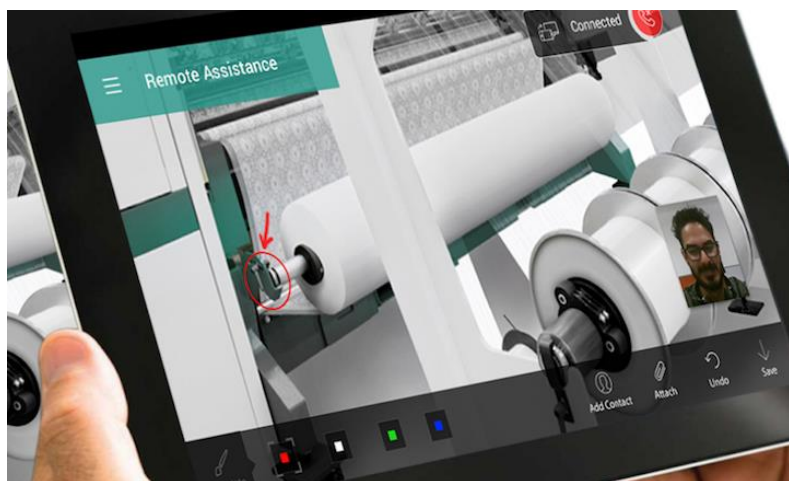 Remote Assistance
Connected
Add Contact
Attach
Undo
Save